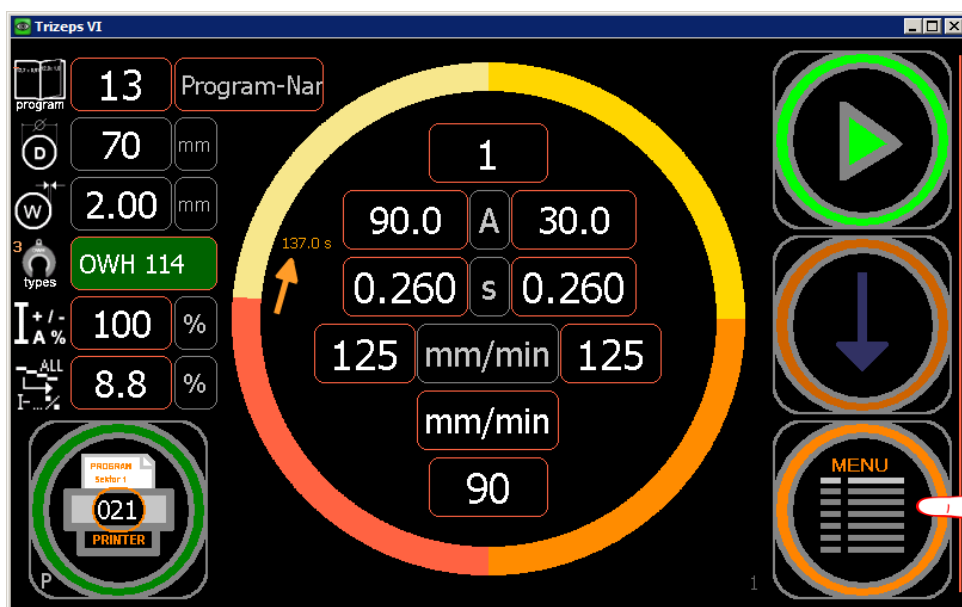 Trizeps VI
program
13
Program-Nar
D
70
mm
W
2.00
mm
3
types
OWH 114
I + / -
A %
100
%
ALL
I-...%
8.8
%
PROGRAM
Sektor 1
021
PRINTER
P
137.0 s
1
90.0
A
30.0
0.260
s
0.260
125
mm/min
125
mm/min
90
MENU
1